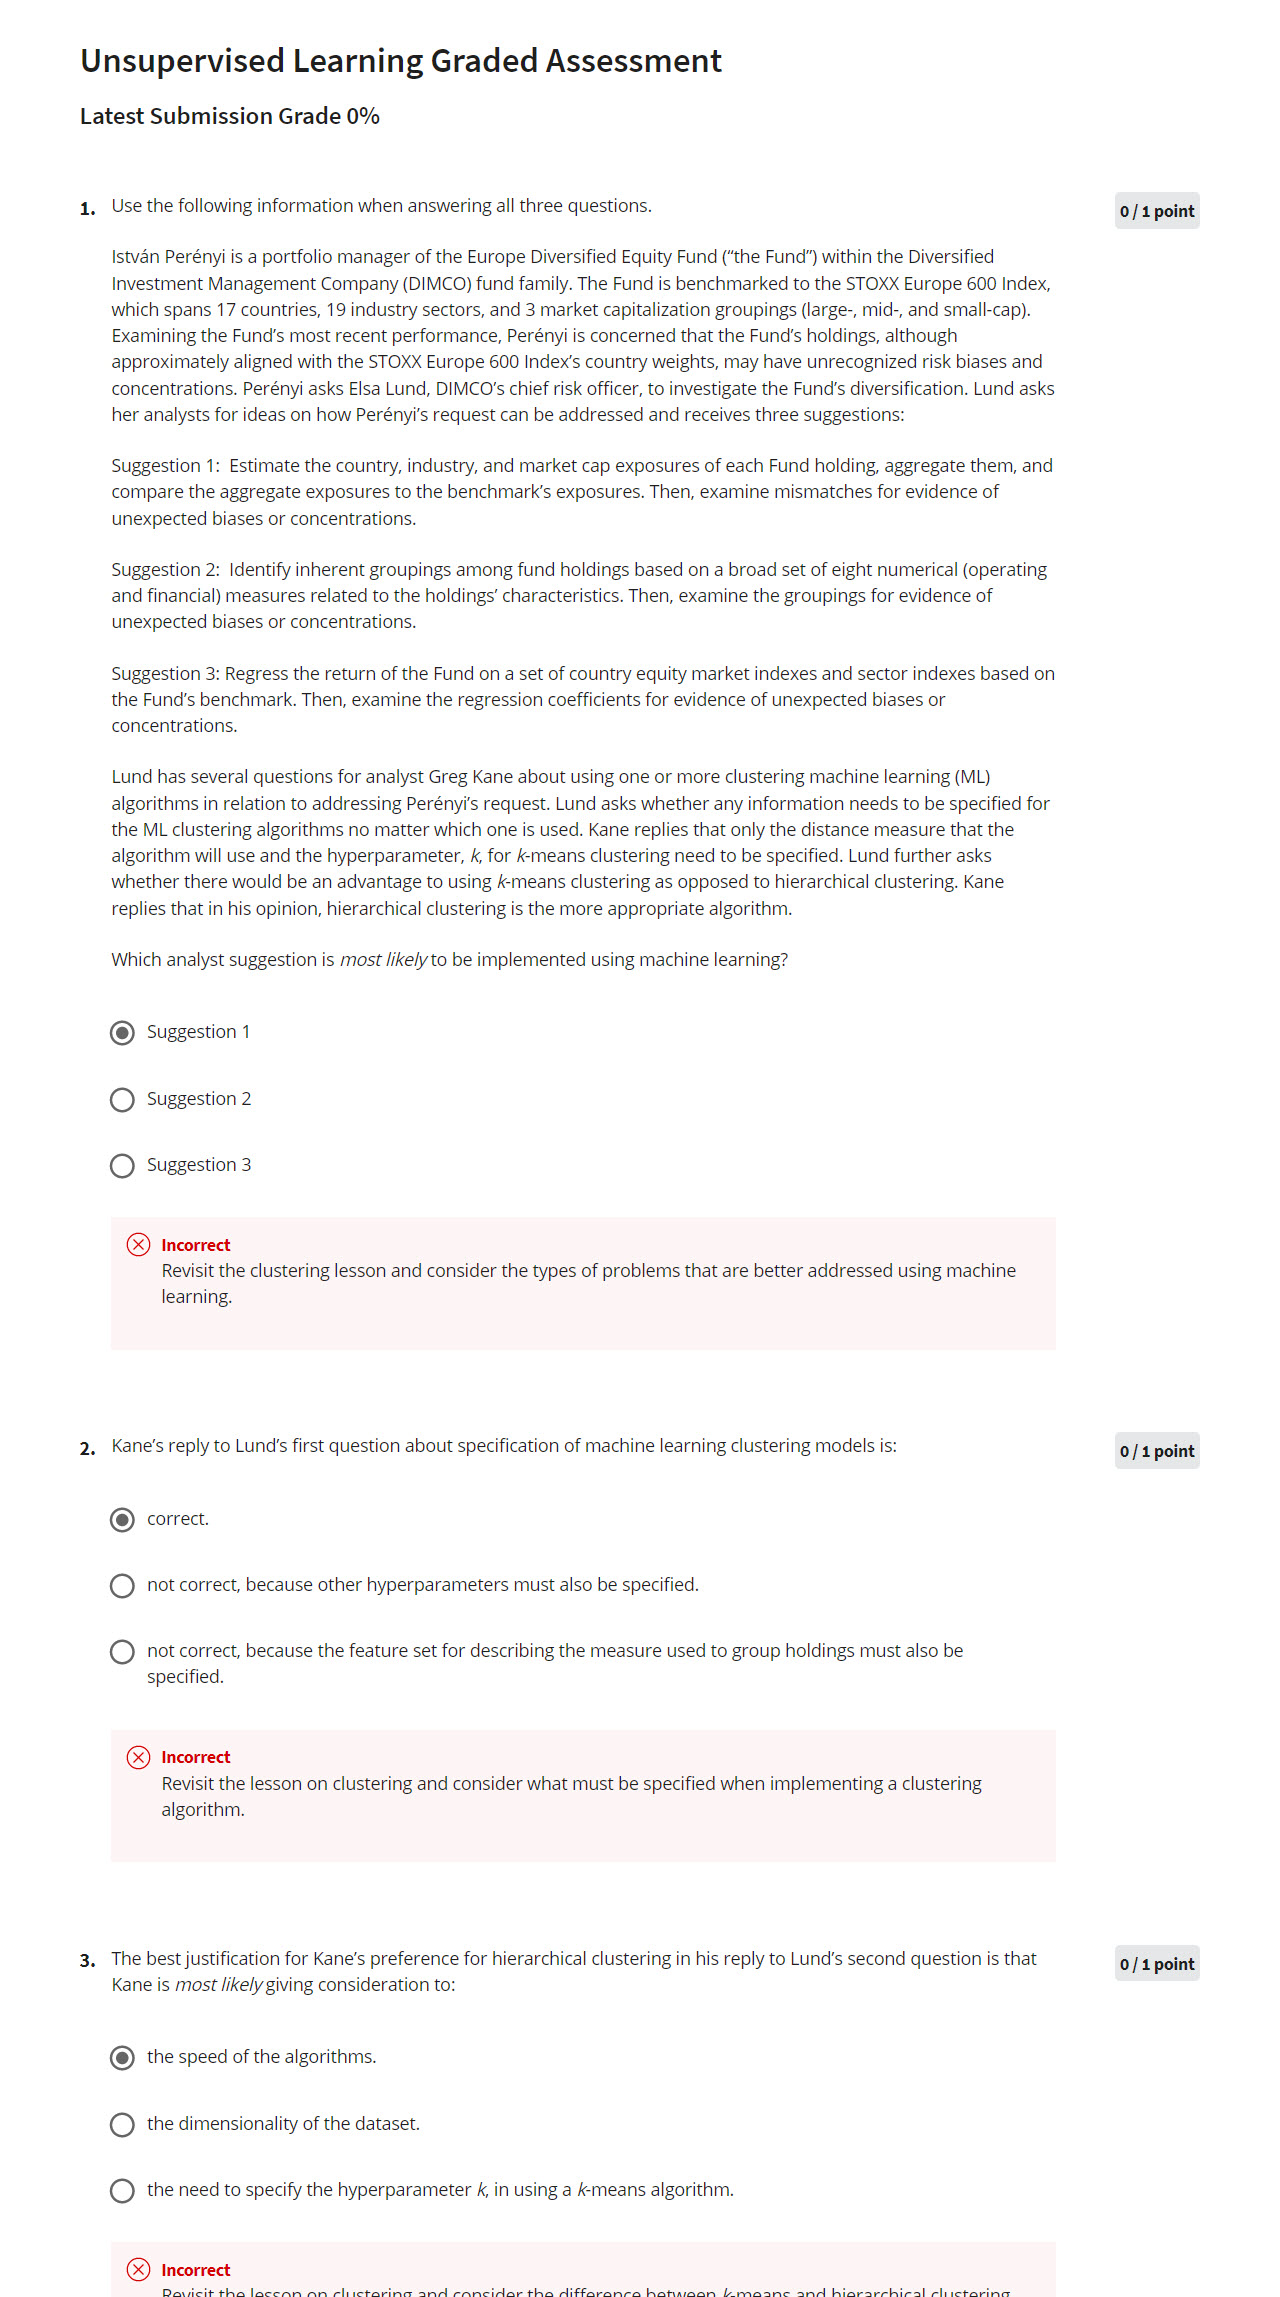 Unsupervised Learning Graded Assessment
Latest Submission Grade 0%
1. Use the following information when answering all three questions.
0 / 1 point
István Perényi is a portfolio manager of the Europe Diversified Equity Fund (“the Fund”) within the Diversified
Investment Management Company (DIMCO) fund family. The Fund is benchmarked to the STOXX Europe 600 Index,
which spans 17 countries, 19 industry sectors, and 3 market capitalization groupings (large-, mid-, and small-cap).
Examining the Fund’s most recent performance, Perényi is concerned that the Fund’s holdings, although
approximately aligned with the STOXX Europe 600 Index’s country weights, may have unrecognized risk biases and
concentrations. Perényi asks Elsa Lund, DIMCO’s chief risk officer, to investigate the Fund’s diversification. Lund asks
her analysts for ideas on how Perényi’s request can be addressed and receives three suggestions:
Suggestion 1:  Estimate the country, industry, and market cap exposures of each Fund holding, aggregate them, and
compare the aggregate exposures to the benchmark’s exposures. Then, examine mismatches for evidence of
unexpected biases or concentrations.
Suggestion 2:  Identify inherent groupings among fund holdings based on a broad set of eight numerical (operating
and financial) measures related to the holdings’ characteristics. Then, examine the groupings for evidence of
unexpected biases or concentrations.
Suggestion 3: Regress the return of the Fund on a set of country equity market indexes and sector indexes based on
the Fund’s benchmark. Then, examine the regression coefficients for evidence of unexpected biases or
concentrations.
Lund has several questions for analyst Greg Kane about using one or more clustering machine learning (ML)
algorithms in relation to addressing Perényi’s request. Lund asks whether any information needs to be specified for
the ML clustering algorithms no matter which one is used. Kane replies that only the distance measure that the
algorithm will use and the hyperparameter, k, for k-means clustering need to be specified. Lund further asks
whether there would be an advantage to using k-means clustering as opposed to hierarchical clustering. Kane
replies that in his opinion, hierarchical clustering is the more appropriate algorithm.
Which analyst suggestion is most likely to be implemented using machine learning?
Suggestion 1
Suggestion 2
Suggestion 3
Incorrect
Revisit the clustering lesson and consider the types of problems that are better addressed using machine
learning.
2. Kane’s reply to Lund’s first question about specification of machine learning clustering models is:
0 / 1 point
correct.
not correct, because other hyperparameters must also be specified.
not correct, because the feature set for describing the measure used to group holdings must also be
specified.
Incorrect
Revisit the lesson on clustering and consider what must be specified when implementing a clustering
algorithm.
3. The best justification for Kane’s preference for hierarchical clustering in his reply to Lund’s second question is that
Kane is most likely giving consideration to:
0 / 1 point
the speed of the algorithms.
the dimensionality of the dataset.
the need to specify the hyperparameter k, in using a k-means algorithm.
Incorrect
Revisit the lesson on clustering and consider the difference between k-means and hierarchical clustering